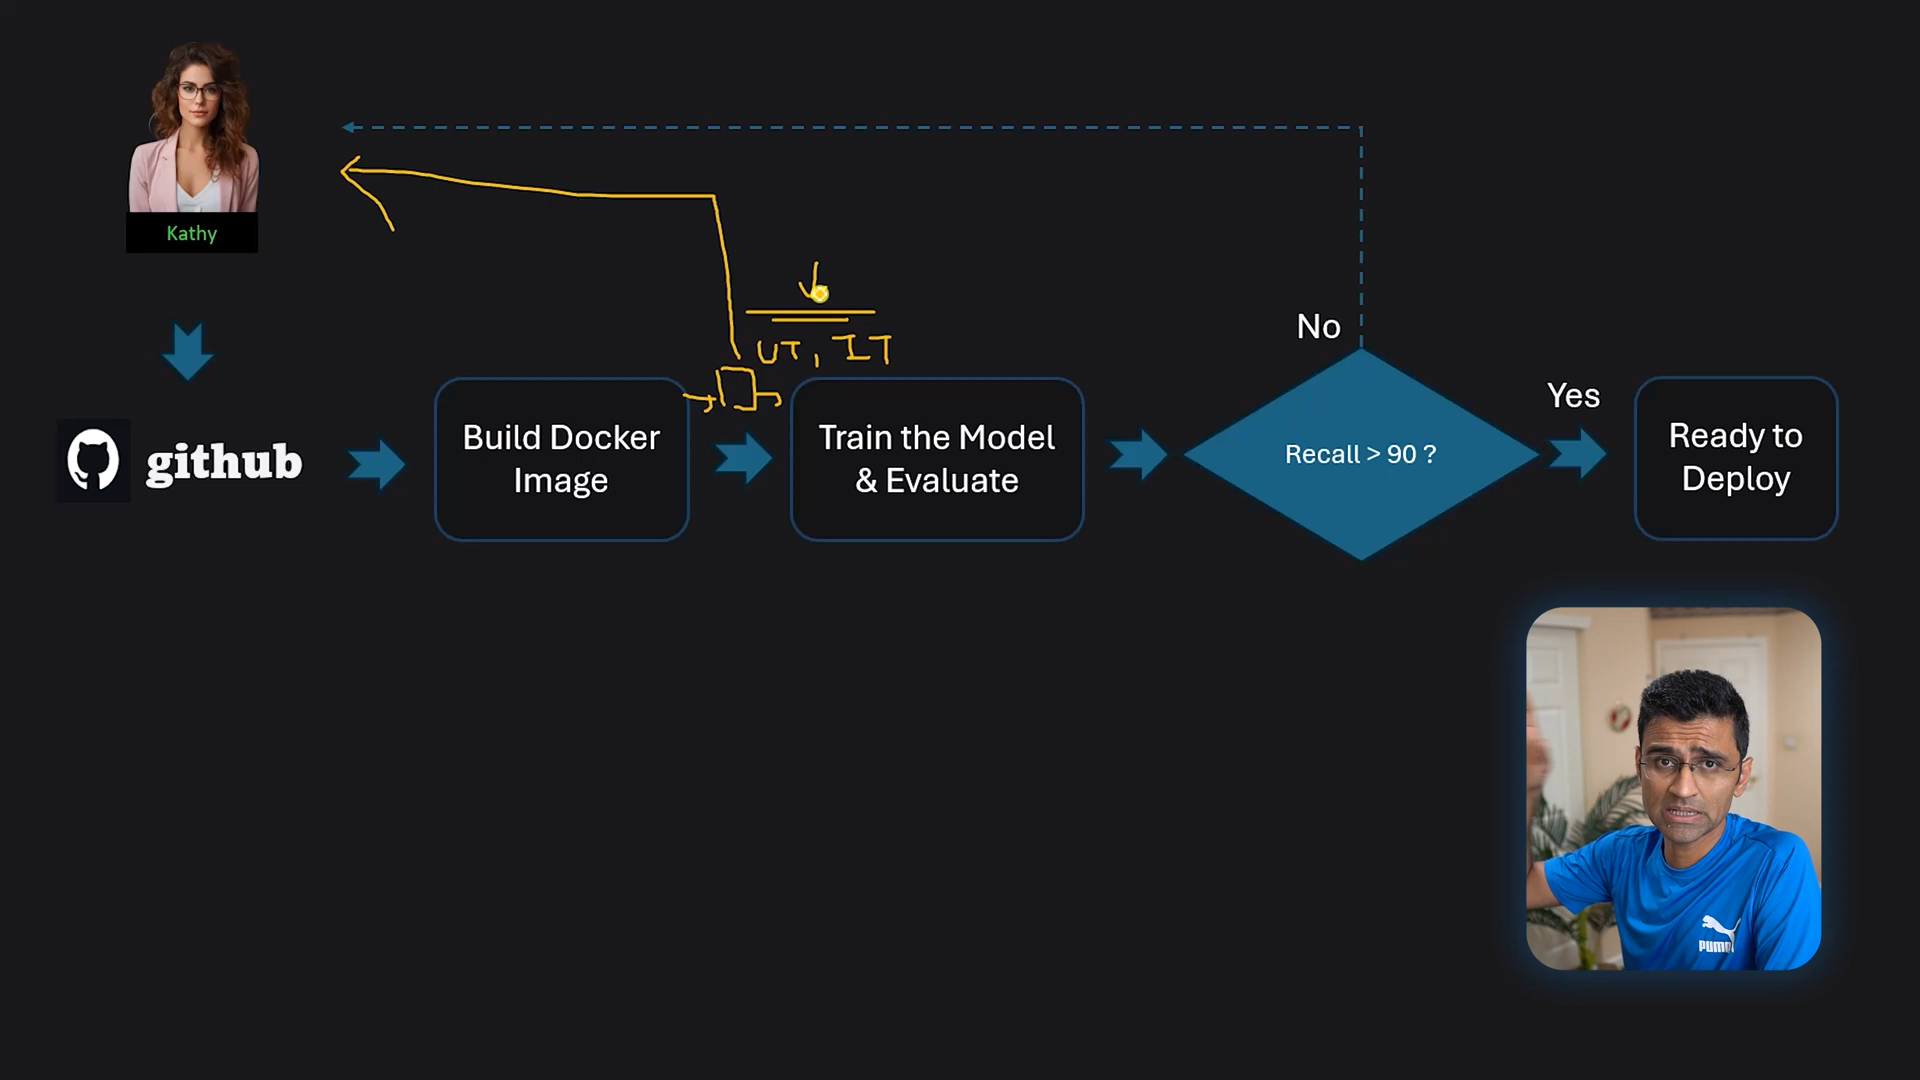 Kathy
No
UT, IT
Yes
github
Build Docker
Image
Train the Model
& Evaluate
Recall > 90 ?
Ready to
Deploy
PUMA